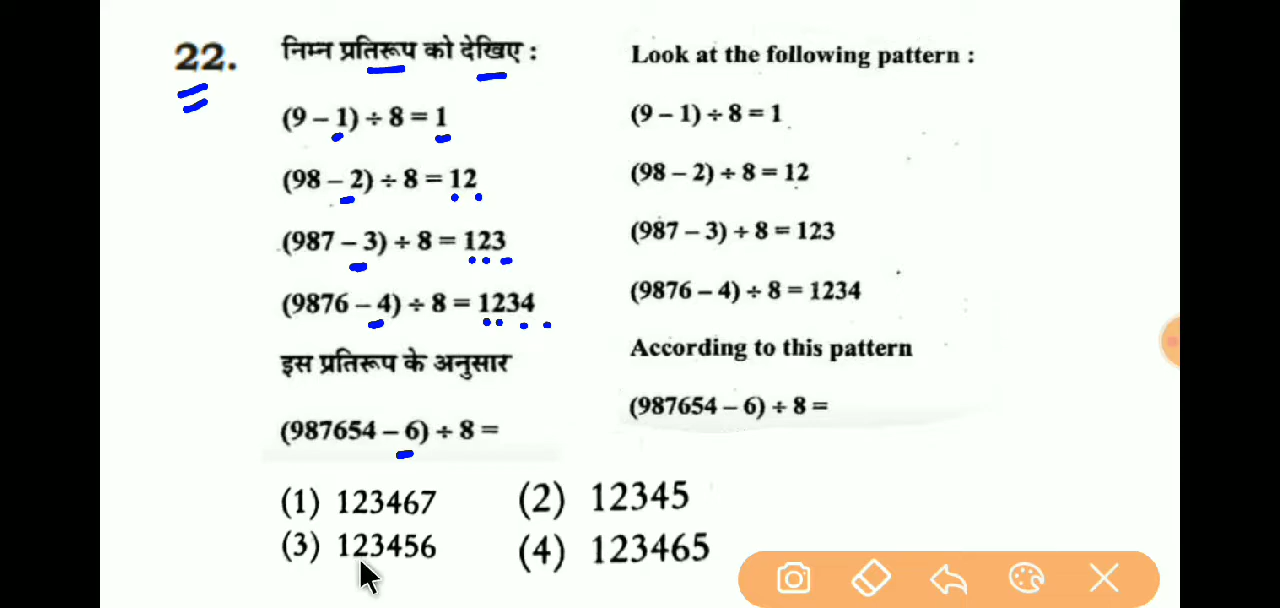 22.
निम्न प्रतिरूप को देखिए :
(9 – 1) ÷ 8 = 1
(98 – 2) ÷ 8 = 12
(987 – 3) ÷ 8 = 123
(9876 – 4) ÷ 8 = 1234
इस प्रतिरूप के अनुसार
(987654 – 6) ÷ 8 =
Look at the following pattern :
(9 – 1) ÷ 8 = 1
(98 – 2) ÷ 8 = 12
(987 – 3) ÷ 8 = 123
(9876 – 4) ÷ 8 = 1234
According to this pattern
(987654 – 6) ÷ 8 =
(1) 123467 (2) 12345
(3) 123456 (4) 123465